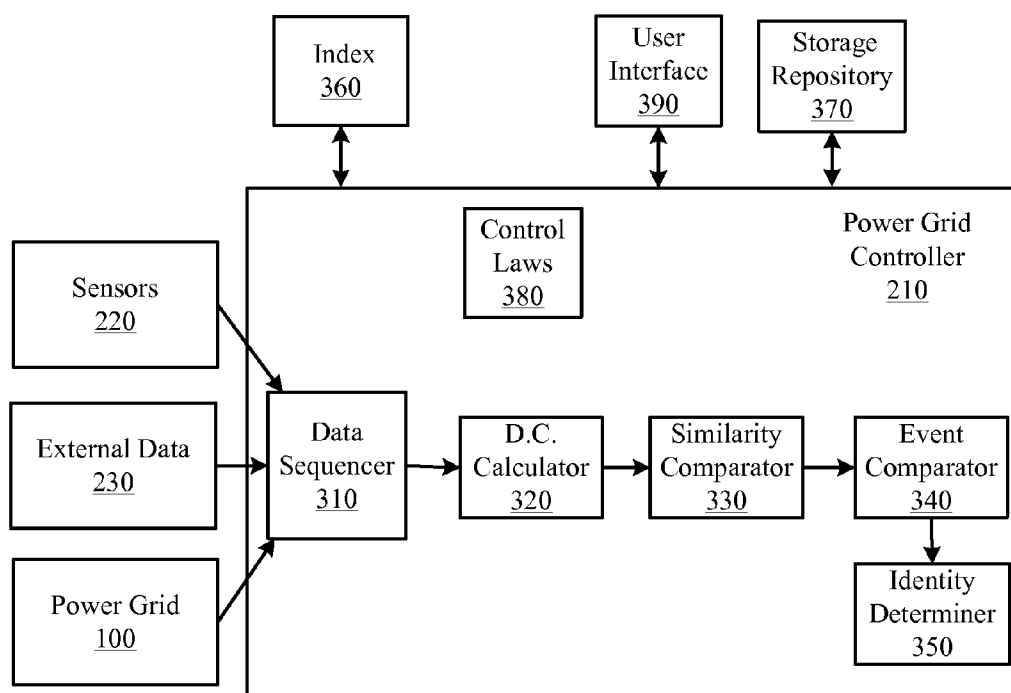 Index
360
User
Interface
390
Storage
Repository
370
Control
Laws
380
Power Grid
Controller
210
Sensors
220
External Data
230
Power Grid
100
Data
Sequencer
310
D.C.
Calculator
320
Similarity
Comparator
330
Event
Comparator
340
Identity
Determiner
350